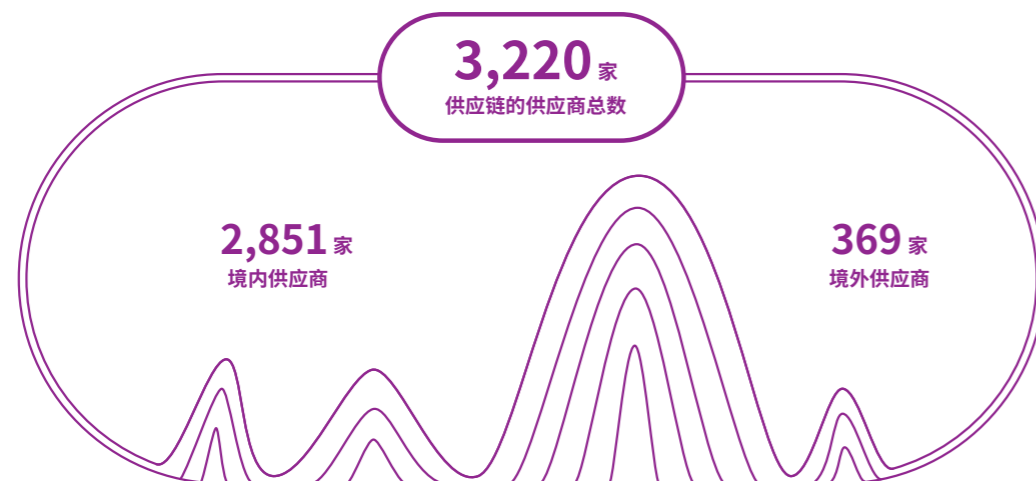 3,220 家
供应链的供应商总数
2,851 家
境内供应商
369 家
境外供应商